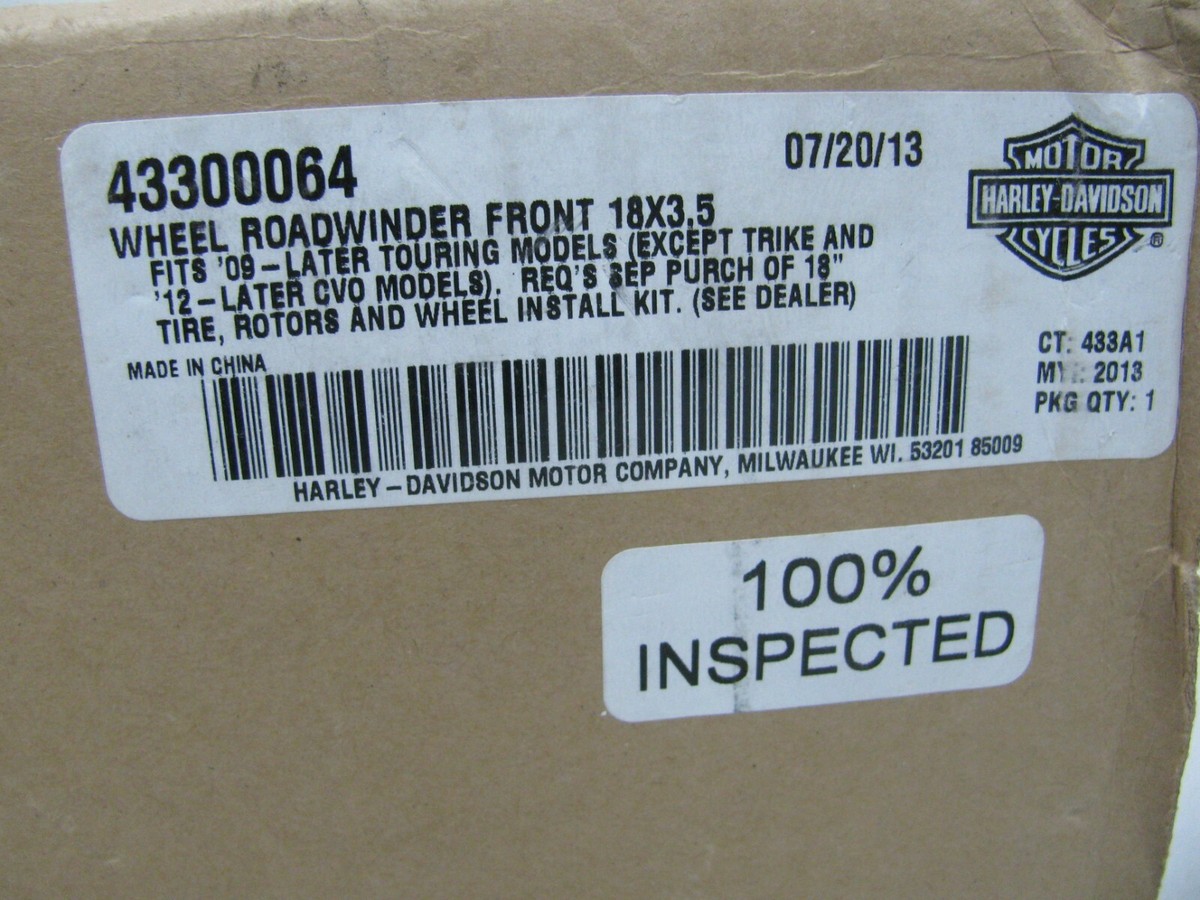 43300064
07/20/13
WHEEL ROADWINDER FRONT 18X3.5
FITS '09-LATER TOURING MODELS (EXCEPT TRIKE AND
'12-LATER CVO MODELS). REQ'S SEP PURCH OF 18"
TIRE, ROTORS AND WHEEL INSTALL KIT. (SEE DEALER)
MOTOR
HARLEY-DAVIDSON
CYCLES
®
MADE IN CHINA
CT: 433A1
2013
PKG QTY: 1
HARLEY-DAVIDSON MOTOR COMPANY, MILWAUKEE WI. 53201 85009
100%
INSPECTED